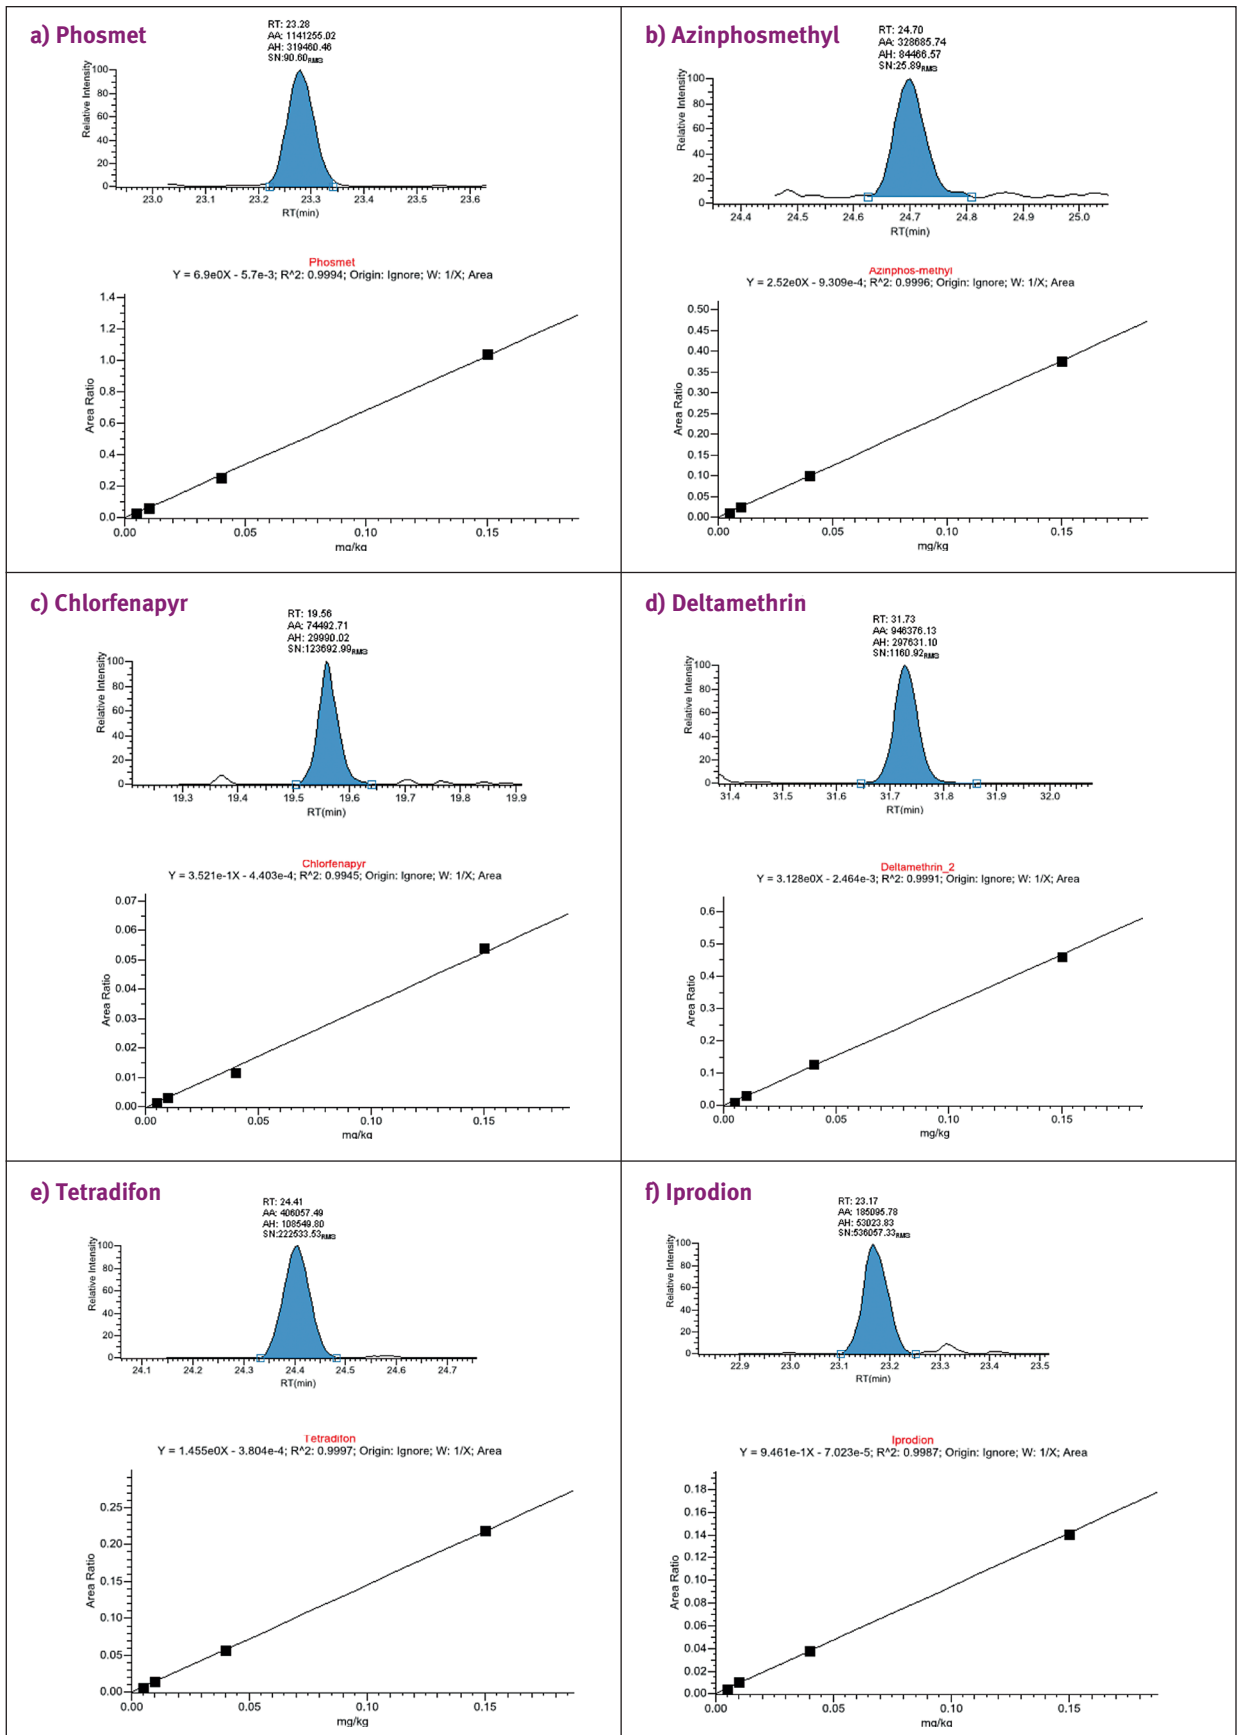 a) Phosmet
RT: 23.28
AA: 1141255.02
AH: 319460.46
SN:90.60RMS
Relative Intensity
100
80
60
40
20
0
23.0 23.1 23.2 23.3 23.4 23.5 23.6
RT(min)
Phosmet
Y = 6.9e0X - 5.7e-3; R^2: 0.9994; Origin: Ignore; W: 1/X; Area
Area Ratio
1.4
1.2
1.0
0.8
0.6
0.4
0.2
0.0
0.00 0.05 0.10 0.15
mg/kg
b) Azinphosmethyl
RT: 24.70
AA: 328685.74
AH: 84466.57
SN:25.89RMS
Relative Intensity
100
80
60
40
20
0
24.4 24.5 24.6 24.7 24.8 24.9 25.0
RT(min)
Azinphos-methyl
Y = 2.52e0X - 9.309e-4; R^2: 0.9996; Origin: Ignore; W: 1/X; Area
Area Ratio
0.50
0.45
0.40
0.35
0.30
0.25
0.20
0.15
0.10
0.05
0.00
0.00 0.05 0.10 0.15
mg/kg
c) Chlorfenapyr
RT: 19.56
AA: 74492.71
AH: 29990.02
SN:123692.99RMS
Relative Intensity
100
80
60
40
20
0
19.3 19.4 19.5 19.6 19.7 19.8 19.9
RT(min)
Chlorfenapyr
Y = 3.521e-1X - 4.403e-4; R^2: 0.9945; Origin: Ignore; W: 1/X; Area
Area Ratio
0.07
0.06
0.05
0.04
0.03
0.02
0.01
0.00
0.00 0.05 0.10 0.15
mg/kg
d) Deltamethrin
RT: 31.73
AA: 946376.13
AH: 297631.10
SN:1160.92RMS
Relative Intensity
100
80
60
40
20
0
31.4 31.5 31.6 31.7 31.8 31.9 32.0
RT(min)
Deltamethrin_2
Y = 3.128e0X - 2.464e-3; R^2: 0.9991; Origin: Ignore; W: 1/X; Area
Area Ratio
0.6
0.5
0.4
0.3
0.2
0.1
0.0
0.00 0.05 0.10 0.15
mg/kg
e) Tetradifon
RT: 24.41
AA: 406057.49
AH: 108549.80
SN:222533.53RMS
Relative Intensity
100
80
60
40
20
0
24.1 24.2 24.3 24.4 24.5 24.6 24.7
RT(min)
Tetradifon
Y = 1.455e0X - 3.804e-4; R^2: 0.9997; Origin: Ignore; W: 1/X; Area
Area Ratio
0.25
0.20
0.15
0.10
0.05
0.00
0.00 0.05 0.10 0.15
mg/kg
f) Iprodion
RT: 23.17
AA: 185095.78
AH: 53023.83
SN:536057.33RMS
Relative Intensity
100
80
60
40
20
0
22.9 23.0 23.1 23.2 23.3 23.4 23.5
RT(min)
Iprodion
Y = 9.461e-1X - 7.023e-5; R^2: 0.9987; Origin: Ignore; W: 1/X; Area
Area Ratio
0.18
0.16
0.14
0.12
0.10
0.08
0.06
0.04
0.02
0.00
0.00 0.05 0.10 0.15
mg/kg